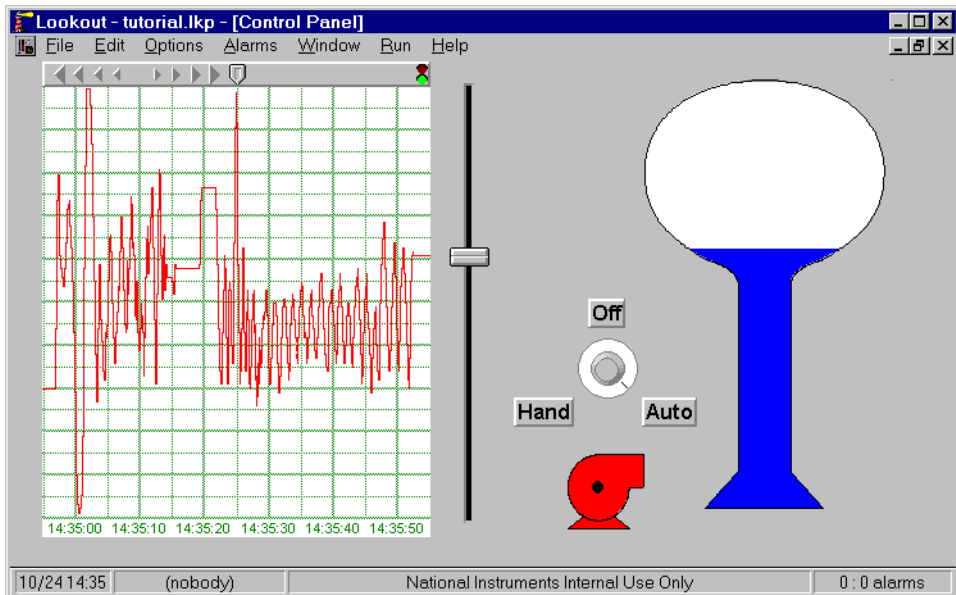 Lookout - tutorial.lkp - [Control Panel]
File Edit Options Alarms Window Run Help
Off
Hand Auto
14:35:00 14:35:10 14:35:20 14:35:30 14:35:40 14:35:50
10/24 14:35 (nobody) National Instruments Internal Use Only 0 : 0 alarms